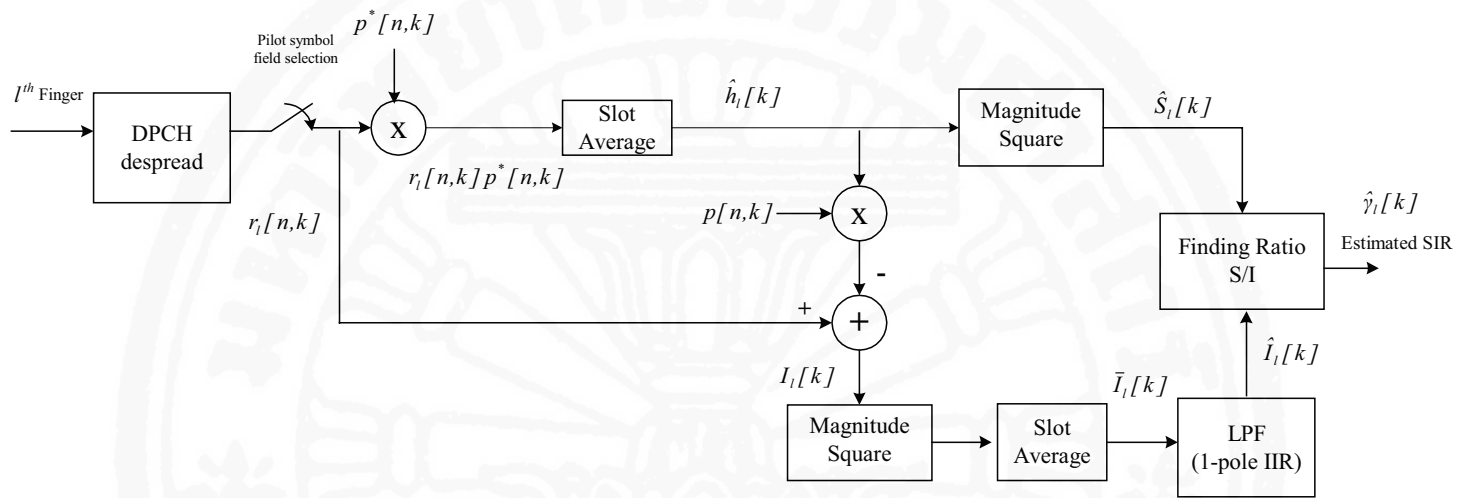 p*[n,k]
Pilot symbol
field selection
l^th Finger
DPCH
despread
X
r_l[n,k]p*[n,k]
r_l[n,k]
Slot
Average
ĥ_l[k]
Magnitude
Square
Ŝ_l[k]
p[n,k]
X
-
+
+
I_l[k]
Magnitude
Square
Slot
Average
Ī_l[k]
LPF
(1-pole IIR)
Î_l[k]
Finding Ratio
S/I
γ̂_l[k]
Estimated SIR